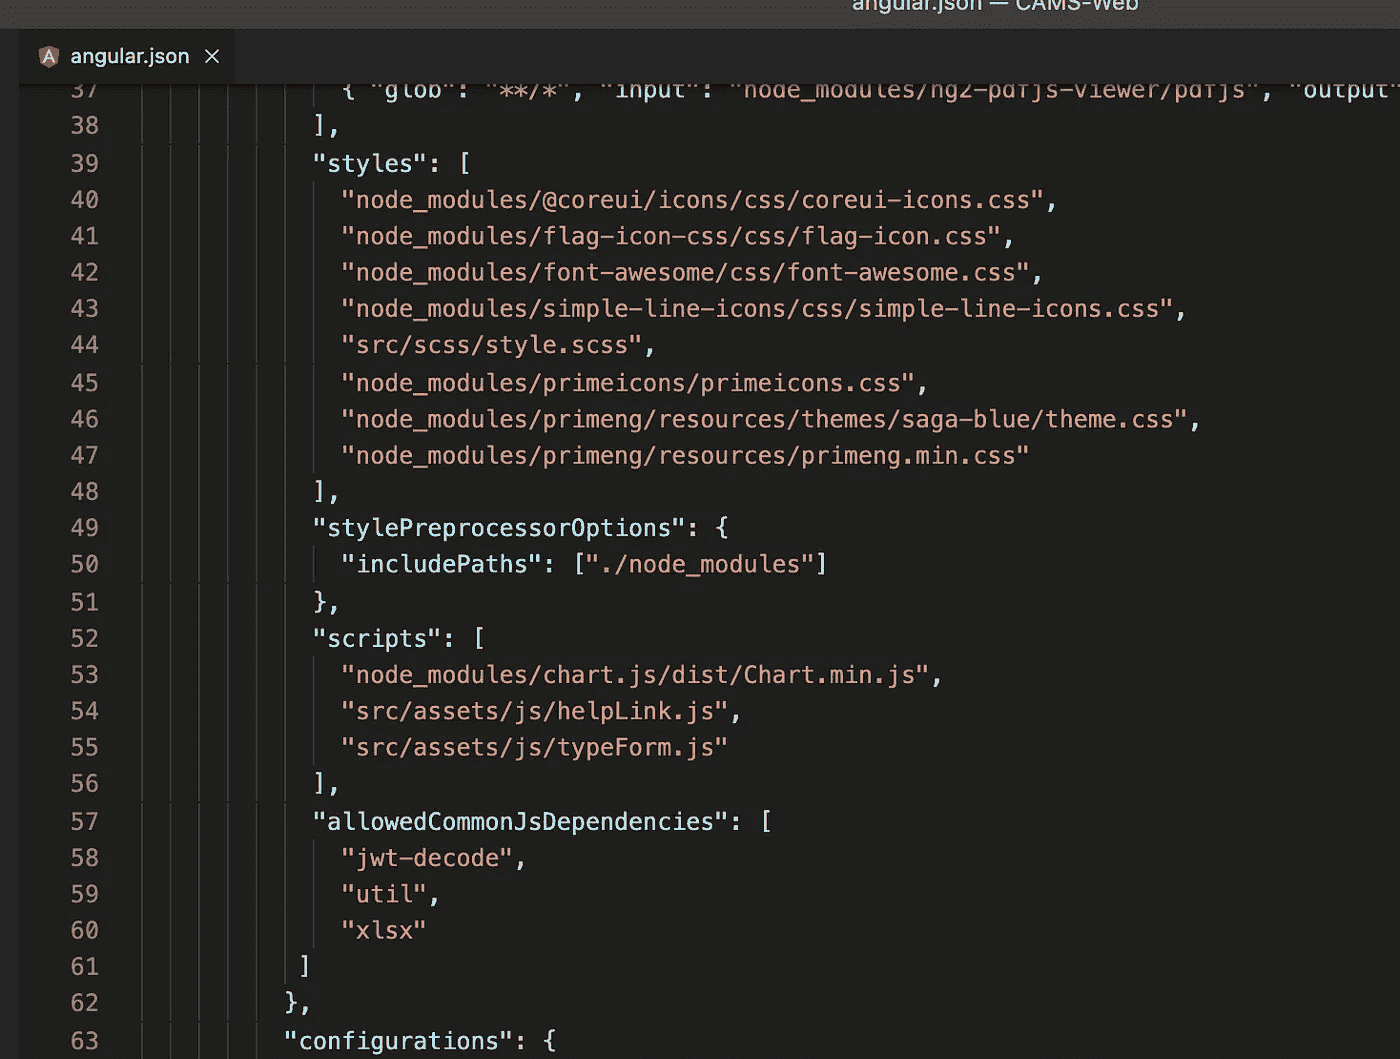 angular.json — CAMS-Web
angular.json ×
37 { "glob": "**/*", "input": "node_modules/ng2-pdfjs-viewer/pdfjs", "output"
38 ],
39 "styles": [
40 "node_modules/@coreui/icons/css/coreui-icons.css",
41 "node_modules/flag-icon-css/css/flag-icon.css",
42 "node_modules/font-awesome/css/font-awesome.css",
43 "node_modules/simple-line-icons/css/simple-line-icons.css",
44 "src/scss/style.scss",
45 "node_modules/primeicons/primeicons.css",
46 "node_modules/primeng/resources/themes/saga-blue/theme.css",
47 "node_modules/primeng/resources/primeng.min.css"
48 ],
49 "stylePreprocessorOptions": {
50 "includePaths": ["./node_modules"]
51 },
52 "scripts": [
53 "node_modules/chart.js/dist/Chart.min.js",
54 "src/assets/js/helpLink.js",
55 "src/assets/js/typeForm.js"
56 ],
57 "allowedCommonJsDependencies": [
58 "jwt-decode",
59 "util",
60 "xlsx"
61 ]
62 },
63 "configurations": {